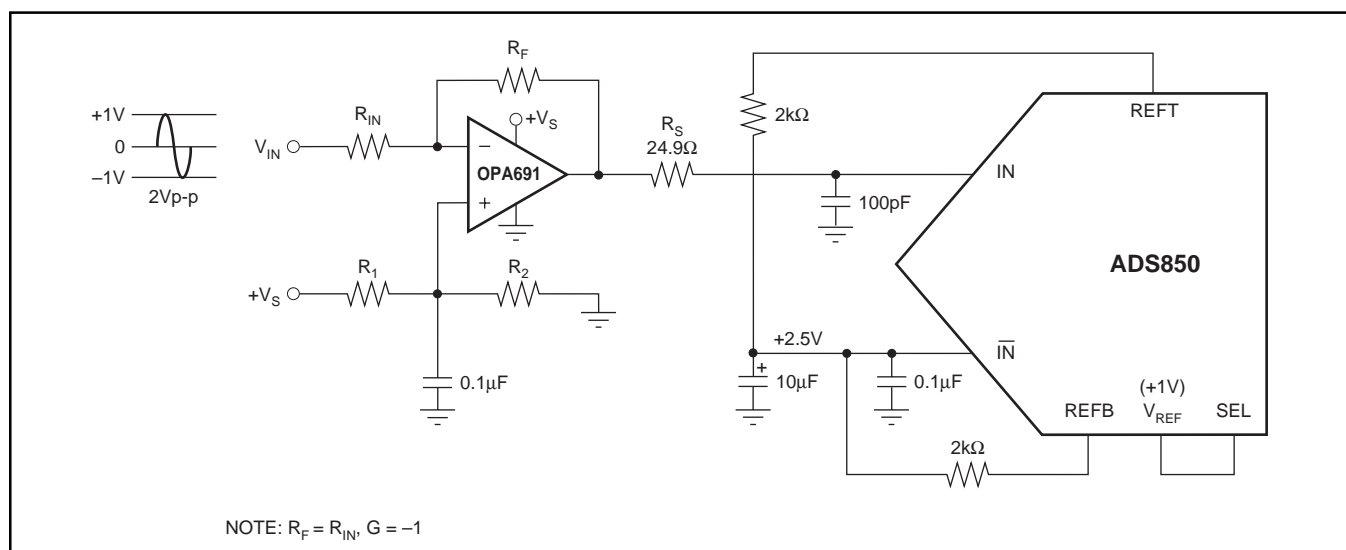 R_F
REFT
+1V
0
–1V
2Vp-p
R_IN
V_IN
+V_S
–
+
OPA691
R_S
24.9Ω
2kΩ
IN
100pF
ADS850
+V_S
R_1
R_2
0.1µF
+2.5V
+
10µF
0.1µF
I̅N̅
REFB
(+1V)
V_REF
SEL
2kΩ
NOTE: R_F = R_IN, G = –1